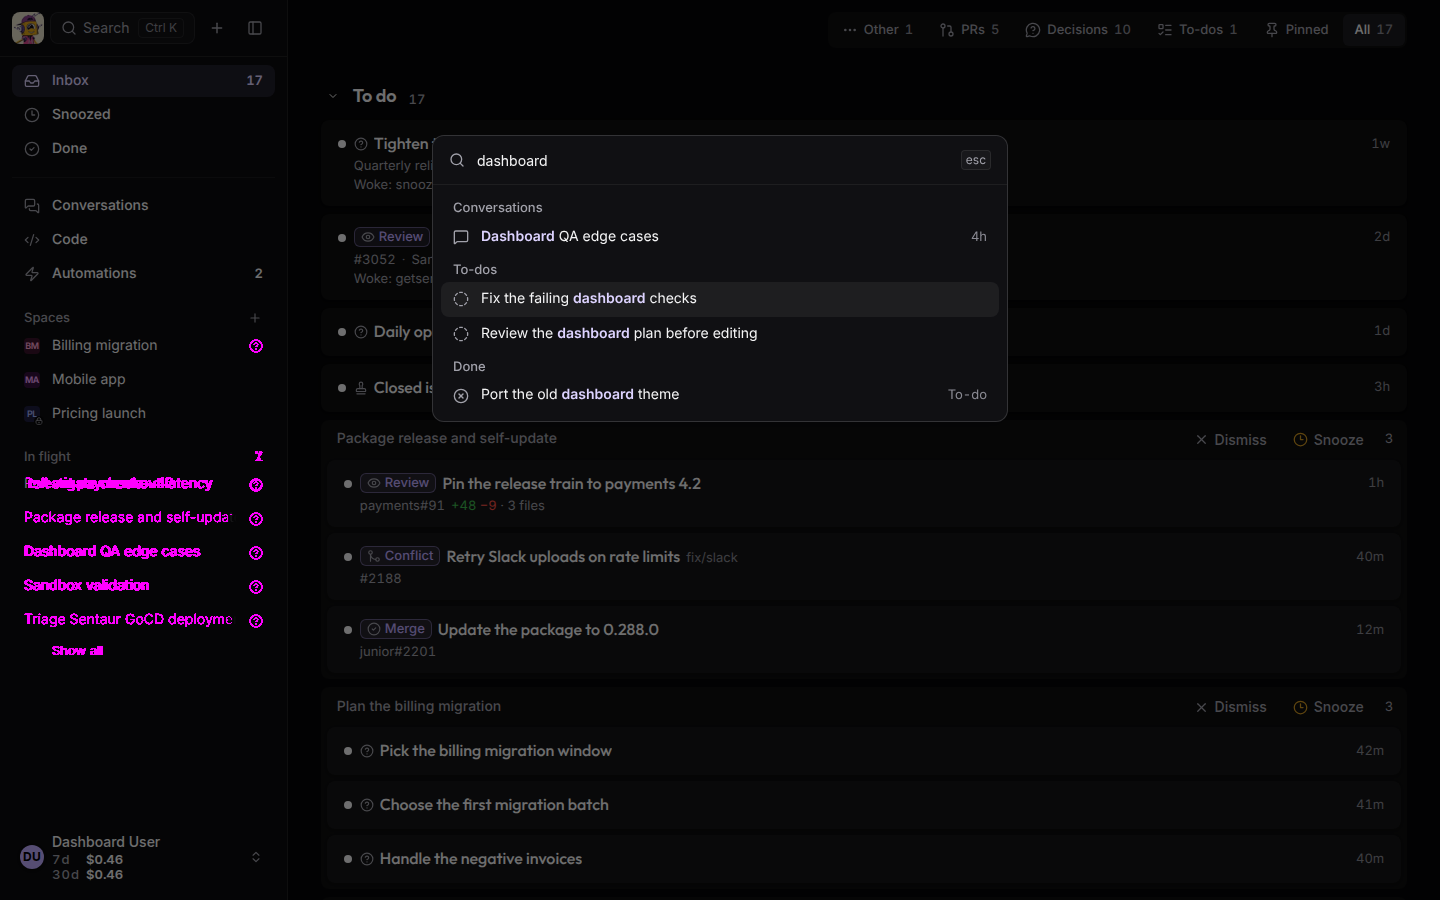 Search Ctrl K
Inbox 17
Snoozed
Done
Conversations
Code
Automations 2
Spaces
BM Billing migration
MA Mobile app
PL Pricing launch
In flight
Package release and self-updat
Dashboard QA edge cases
Sandbox validation
Triage Sentaur GoCD deployme
Show all
DU Dashboard User
7d $0.46
30d $0.46
Other 1 PRs 5 Decisions 10 To-dos 1 Pinned All 17
To do 17
Tighten 1w
Quarterly reli
Woke: snooz
Review 2d
#3052 · Sar
Woke: getser
Daily op 1d
Closed is 3h
dashboard esc
Conversations
Dashboard QA edge cases 4h
To-dos
Fix the failing dashboard checks
Review the dashboard plan before editing
Done
Port the old dashboard theme To-do
Package release and self-update Dismiss Snooze 3
Review Pin the release train to payments 4.2 1h
payments#91 +48 −9 · 3 files
Conflict Retry Slack uploads on rate limits fix/slack 40m
#2188
Merge Update the package to 0.288.0 12m
junior#2201
Plan the billing migration Dismiss Snooze 3
Pick the billing migration window 42m
Choose the first migration batch 41m
Handle the negative invoices 40m